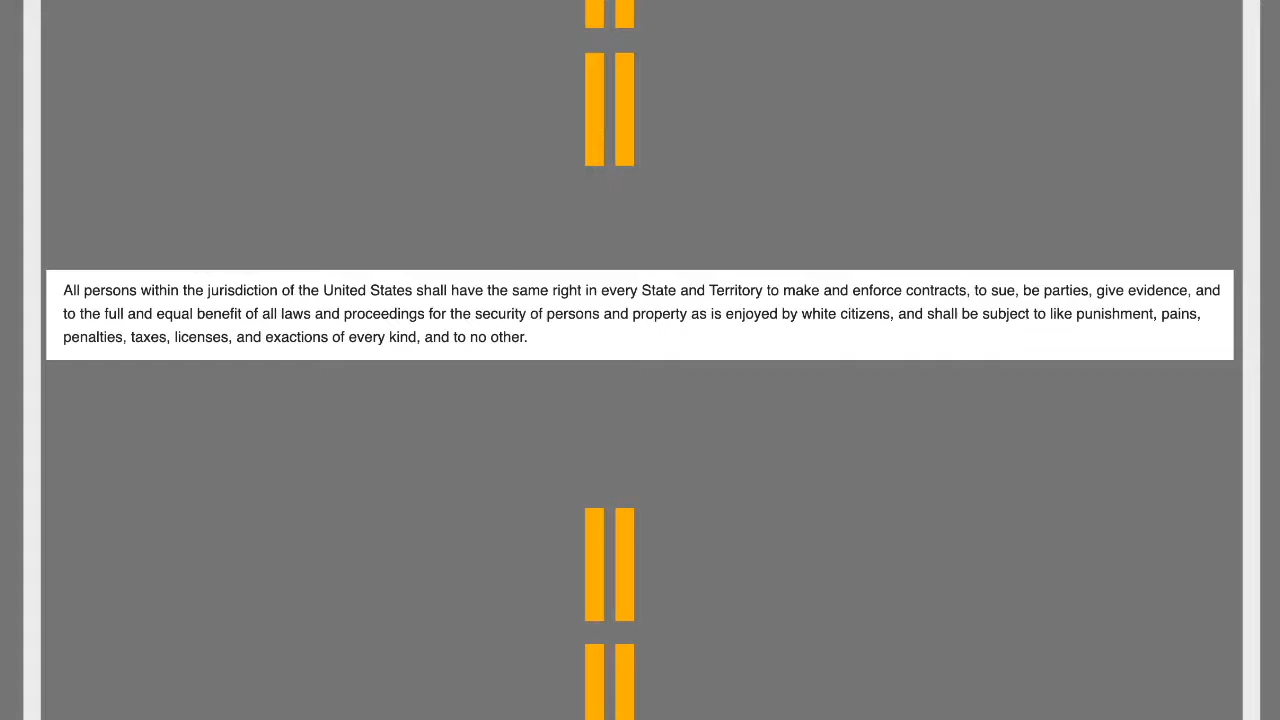 All persons within the jurisdiction of the United States shall have the same right in every State and Territory to make and enforce contracts, to sue, be parties, give evidence, and
to the full and equal benefit of all laws and proceedings for the security of persons and property as is enjoyed by white citizens, and shall be subject to like punishment, pains,
penalties, taxes, licenses, and exactions of every kind, and to no other.